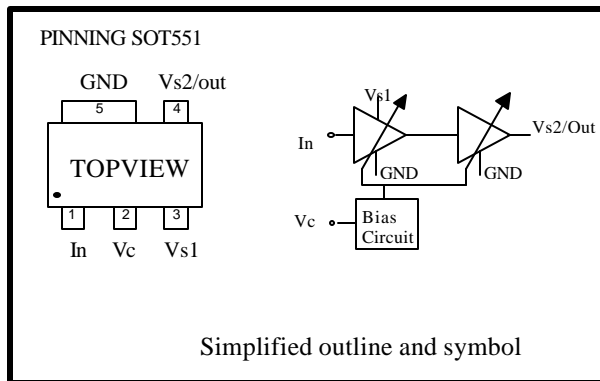 PINNING SOT551
GND Vs2/out
5 4
TOPVIEW
1 2 3
In Vc Vs1
Vs1
In
Vs2/Out
GND GND
Vc
Bias
Circuit
Simplified outline and symbol